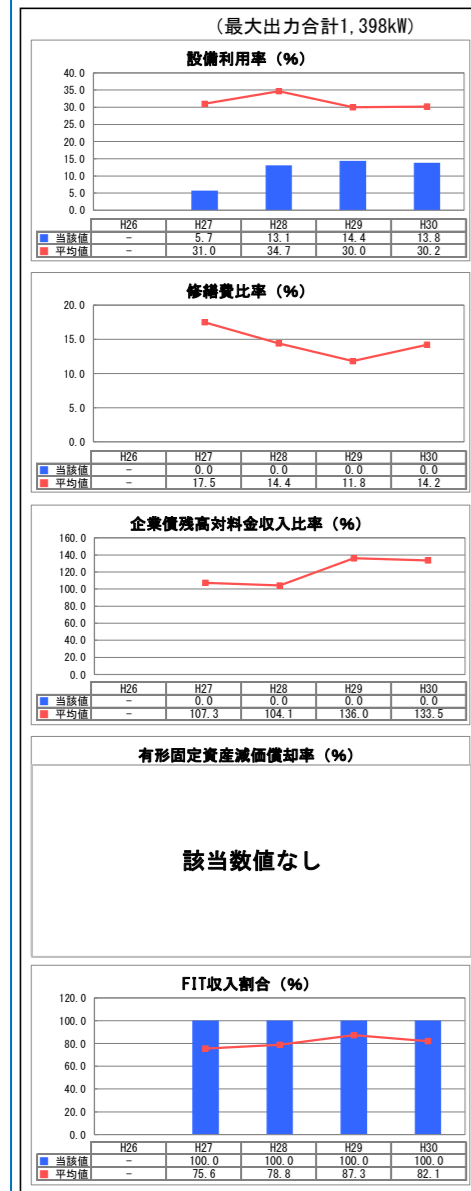 (最大出力合計1,398kW)
設備利用率（%）
40.0
35.0
30.0
25.0
20.0
15.0
10.0
5.0
0.0
H26 H27 H28 H29 H30
当該値 － 5.7 13.1 14.4 13.8
平均値 － 31.0 34.7 30.0 30.2
修繕費比率（%）
20.0
15.0
10.0
5.0
0.0
H26 H27 H28 H29 H30
当該値 － 0.0 0.0 0.0 0.0
平均値 － 17.5 14.4 11.8 14.2
企業債残高対料金収入比率（%）
160.0
140.0
120.0
100.0
80.0
60.0
40.0
20.0
0.0
H26 H27 H28 H29 H30
当該値 － 0.0 0.0 0.0 0.0
平均値 － 107.3 104.1 136.0 133.5
有形固定資産減価償却率（%）
該当数値なし
FIT収入割合（%）
120.0
100.0
80.0
60.0
40.0
20.0
0.0
H26 H27 H28 H29 H30
当該値 － 100.0 100.0 100.0 100.0
平均値 － 75.6 78.8 87.3 82.1